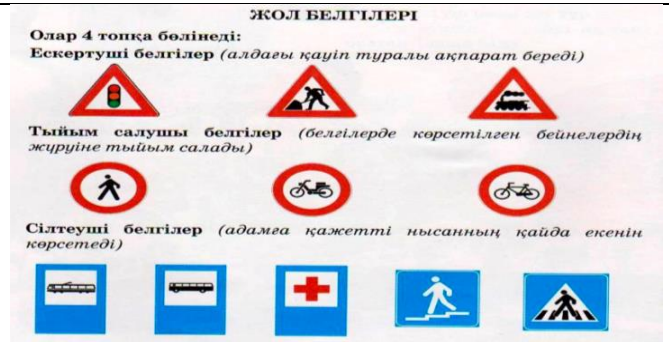 ЖОЛ БЕЛГІЛЕРІ
Олар 4 топқа бөлінеді:
Ескертуші белгілер (алдағы қауіп туралы ақпарат береді)
Тыйым салушы белгілер (белгілерде көрсетілген бейнелердің
жүруіне тыйым салады)
Сілтеуші белгілер (адамға қажетті нысанның қайда екенін
көрсетеді)